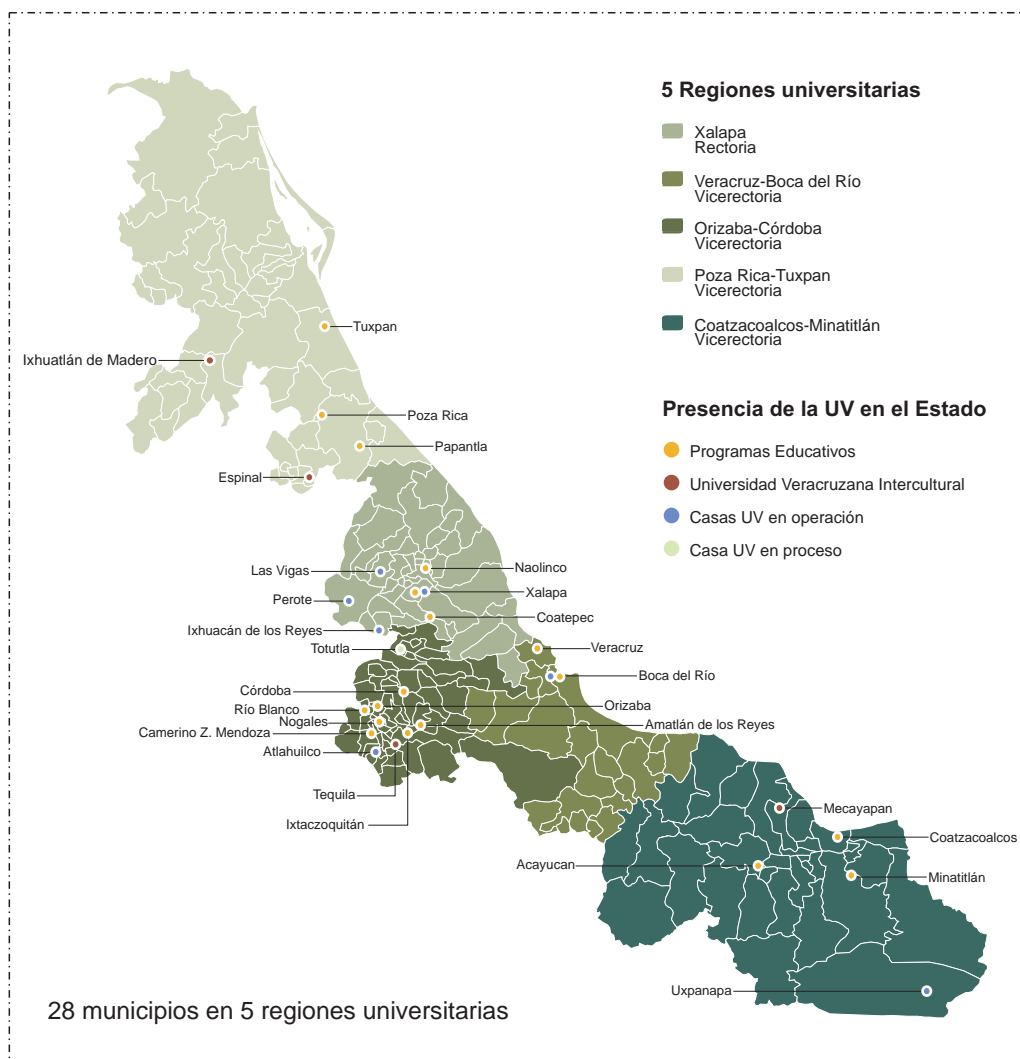 5 Regiones universitarias
Xalapa
Rectoria
Veracruz-Boca del Río
Vicerectoria
Orizaba-Córdoba
Vicerectoria
Poza Rica-Tuxpan
Vicerectoria
Coatzacoalcos-Minatitlán
Vicerectoria
Presencia de la UV en el Estado
Programas Educativos
Universidad Veracruzana Intercultural
Casas UV en operación
Casa UV en proceso
Tuxpan
Ixhuatlán de Madero
Poza Rica
Papantla
Espinal
Las Vigas
Naolinco
Perote
Xalapa
Coatepec
Ixhuacán de los Reyes
Totutla
Veracruz
Boca del Río
Córdoba
Orizaba
Río Blanco
Nogales
Amatlán de los Reyes
Camerino Z. Mendoza
Atlahuilco
Tequila
Ixtaczoquitán
Mecayapan
Coatzacoalcos
Acayucan
Minatitlán
Uxpanapa
28 municipios en 5 regiones universitarias